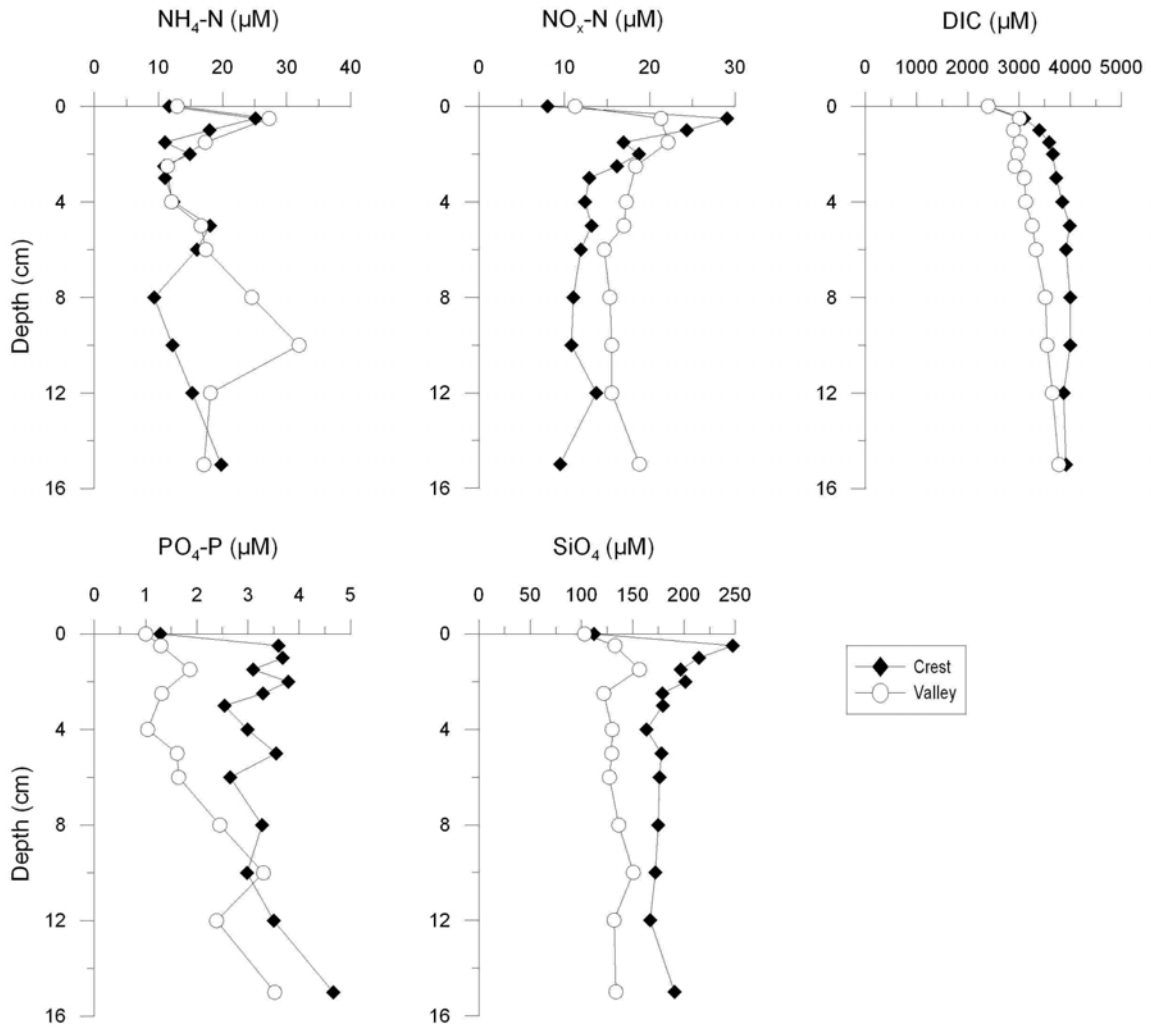 NH₄-N (µM)
0 10 20 30 40
NOₓ-N (µM)
0 10 20 30
DIC (µM)
0 1000 2000 3000 4000 5000
Depth (cm)
0
4
8
12
16
0
4
8
12
16
0
4
8
12
16
PO₄-P (µM)
0 1 2 3 4 5
SiO₄ (µM)
0 50 100 150 200 250
Depth (cm)
0
4
8
12
16
0
4
8
12
16
Crest
Valley